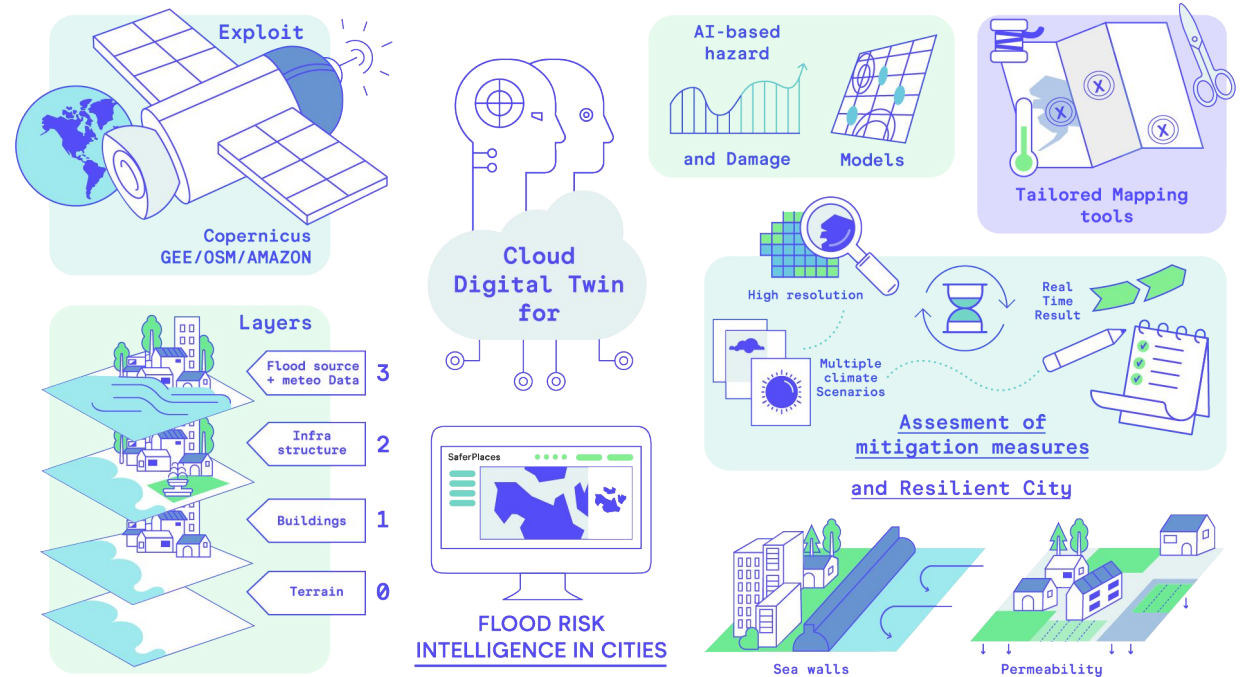 Exploit
Copernicus
GEE/OSM/AMAZON
Layers
Flood source
+ meteo Data
3
Infra
structure
2
Buildings
1
Terrain
0
Cloud
Digital Twin
for
SaferPlaces
FLOOD RISK
INTELLIGENCE IN CITIES
AI-based
hazard
and Damage
Models
X
X
X
Tailored Mapping
tools
High resolution
Real
Time
Result
Multiple
climate
Scenarios
Assesment of
mitigation measures
and Resilient City
Sea walls
Permeability